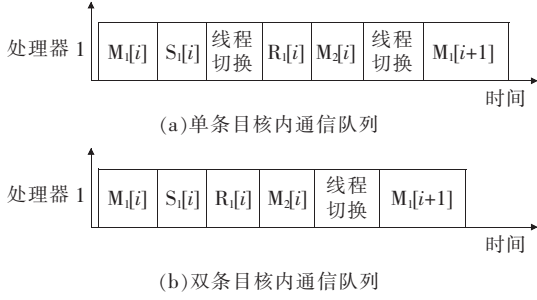 处理器 1 M₁[i] S₁[i] 线程切换 R₁[i] M₂[i] 线程切换 M₁[i+1]
时间
(a)单条目核内通信队列
处理器 1 M₁[i] S₁[i] R₁[i] M₂[i] 线程切换 M₁[i+1]
时间
(b)双条目核内通信队列